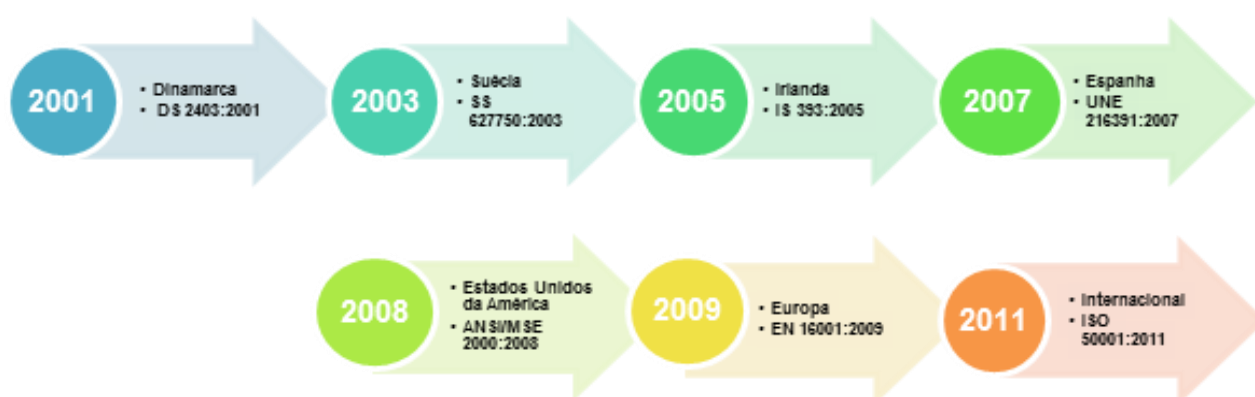 2001
• Dinamarca
• DS 2403:2001
2003
• Suécia
• SS
627750:2003
2005
• Irlanda
• IS 393:2005
2007
• Espanha
• UNE
216391:2007
2008
• Estados Unidos
da América
• ANSI/MSE
2000:2008
2009
• Europa
• EN 16001:2009
2011
• Internacional
• ISO
50001:2011